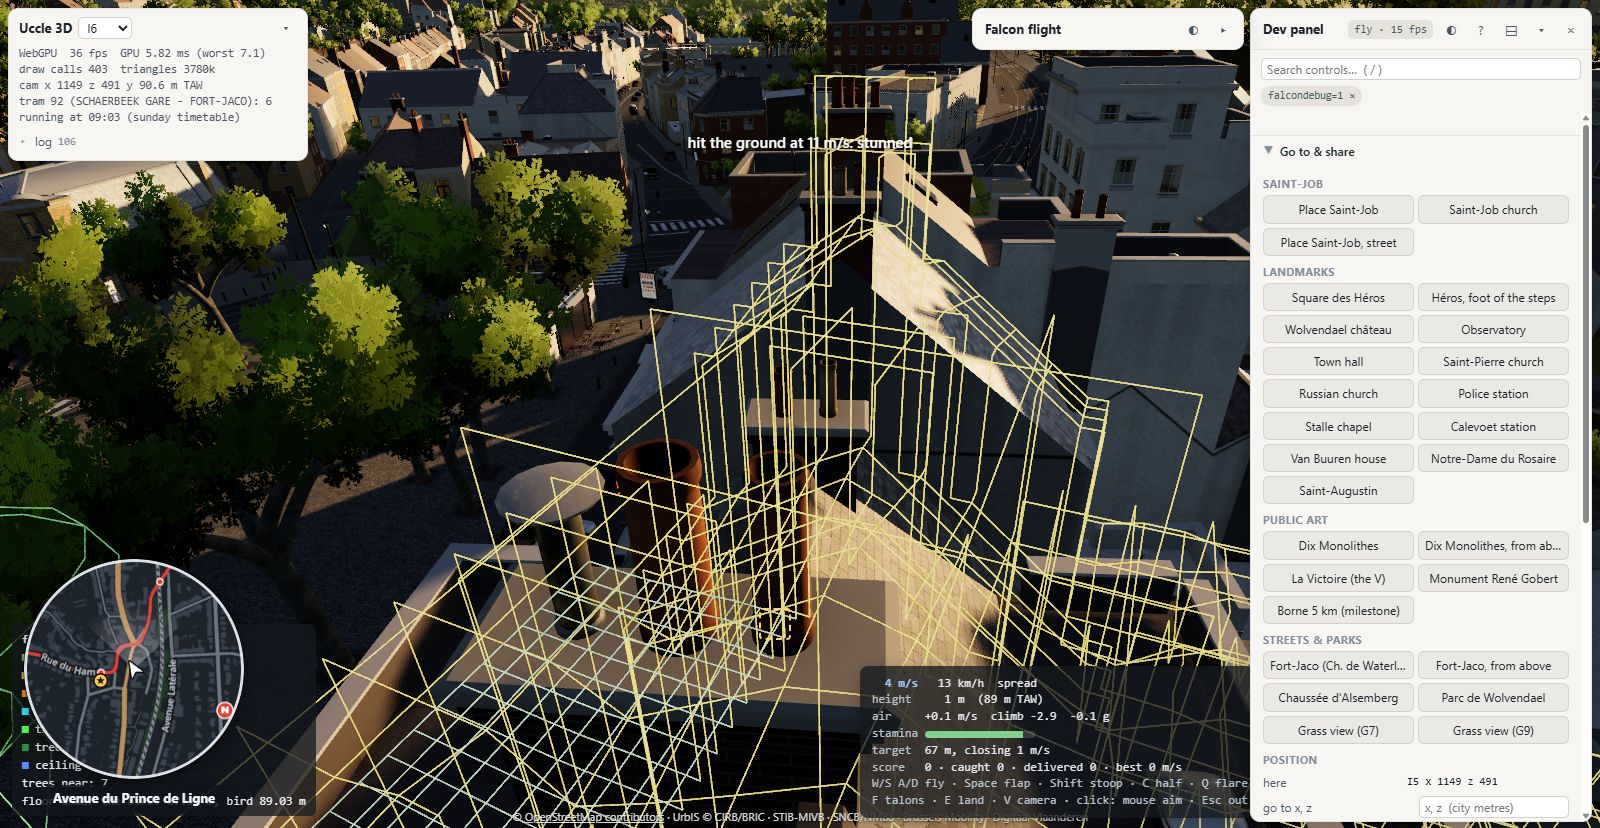 Uccle 3D I6
WebGPU 36 fps GPU 5.82 ms (worst 7.1)
draw calls 403 triangles 3780k
cam x 1149 z 491 y 90.6 m TAW
tram 92 (SCHAERBEEK GARE - FORT-JACO): 6
running at 09:03 (sunday timetable)
log 106
hit the ground at 11 m/s: stunned
Falcon flight
Dev panel fly · 15 fps ?
Search controls... (/)
falcondebug=1 ×
Go to & share
SAINT-JOB
Place Saint-Job Saint-Job church
Place Saint-Job, street
LANDMARKS
Square des Héros Héros, foot of the steps
Wolvendael château Observatory
Town hall Saint-Pierre church
Russian church Police station
Stalle chapel Calevoet station
Van Buuren house Notre-Dame du Rosaire
Saint-Augustin
PUBLIC ART
Dix Monolithes Dix Monolithes, from ab...
La Victoire (the V) Monument René Gobert
Borne 5 km (milestone)
STREETS & PARKS
Fort-Jaco (Ch. de Waterl... Fort-Jaco, from above
Chaussée d'Alsemberg Parc de Wolvendael
Grass view (G7) Grass view (G9)
POSITION
here I5 x 1149 z 491
go to x, z x, z (city metres)
Rue du Ham
Avenue Latérale
N
ceiling
trees near: 7
Avenue du Prince de Ligne bird 89.03 m
4 m/s 13 km/h spread
height 1 m (89 m TAW)
air +0.1 m/s climb -2.9 -0.1 g
stamina
target 67 m, closing 1 m/s
score 0 · caught 0 · delivered 0 · best 0 m/s
W/S A/D fly · Space flap · Shift stoop · C half · Q flare
F talons · E land · V camera · click: mouse aim · Esc out
© OpenStreetMap contributors · UrbIS © CIRB/BRIC · STIB-MIVB · SNCB/NMBS · Brussels Mobility · Digitaal Vlaanderen